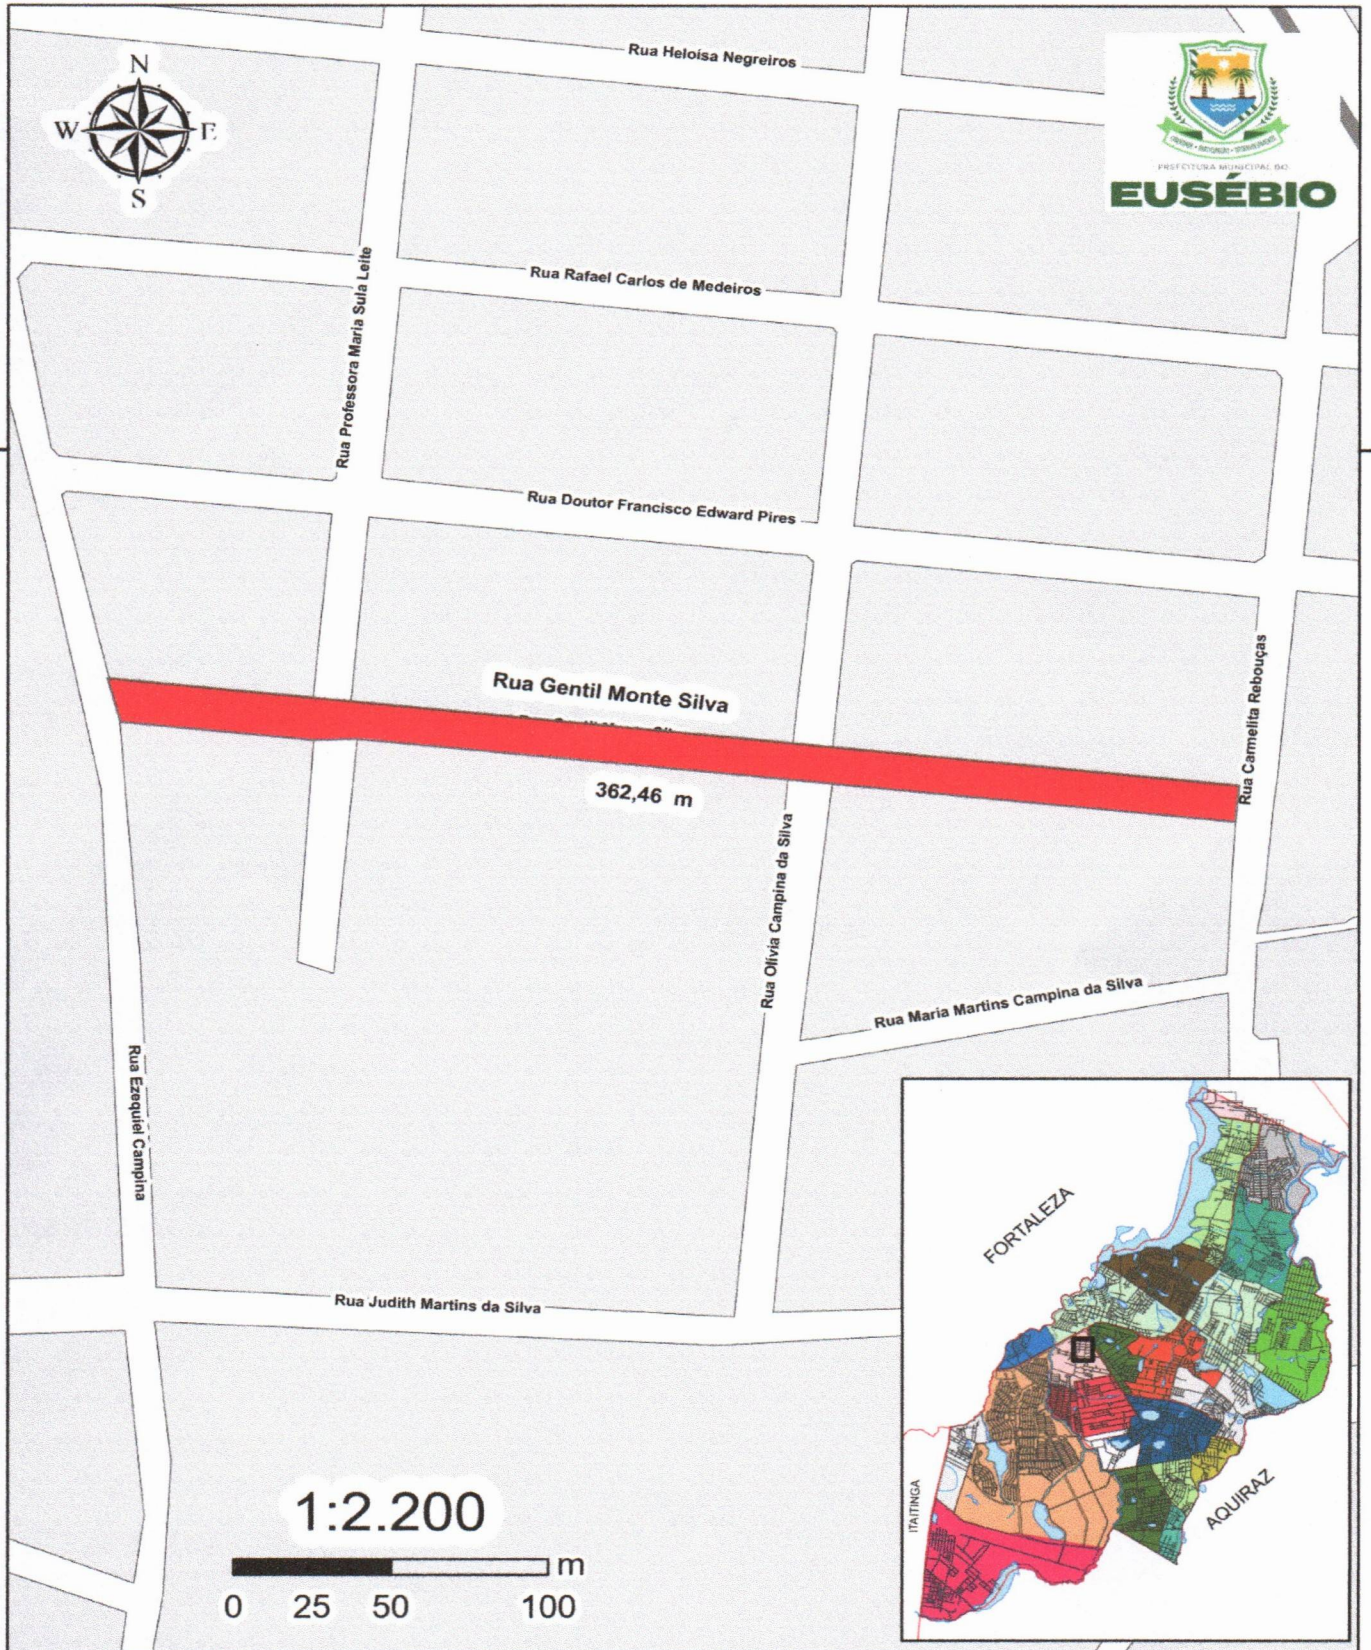 Rua Heloísa Negreiros
N
W
E
S
PREFEITURA MUNICIPAL DO
EUSÉBIO
Rua Rafael Carlos de Medeiros
Rua Professora Maria Sula Leite
Rua Doutor Francisco Edward Pires
Rua Gentil Monte Silva
362,46 m
Rua Carmelita Rebouças
Rua Olívia Campina da Silva
Rua Maria Martins Campina da Silva
Rua Ezequiel Campina
Rua Judith Martins da Silva
FORTALEZA
ITAITINGA
AQUIRAZ
1:2.200
m
0 25 50 100